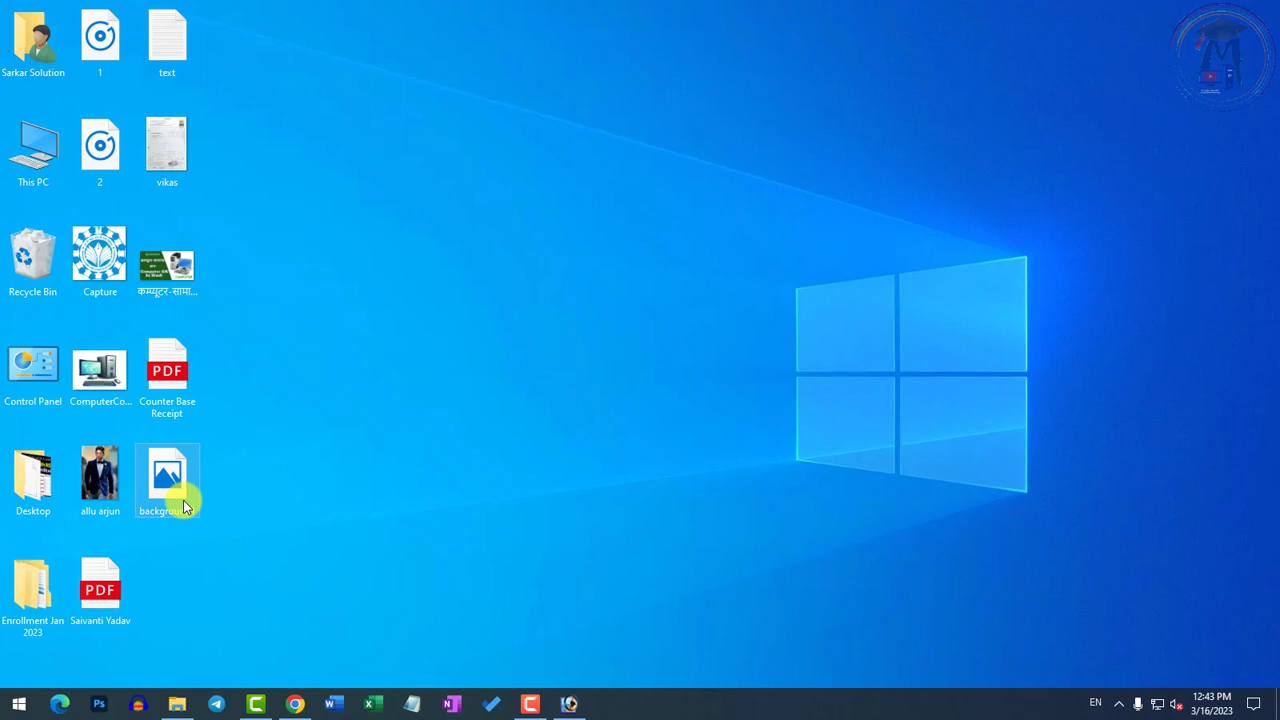 Sarkar Solution
1
text
This PC
2
vikas
Recycle Bin
Capture
कम्प्यूटर-सामा...
Control Panel
ComputerCo...
Counter Base
Receipt
Desktop
allu arjun
Enrollment Jan
2023
Saivanti Yadav
PDF
PDF
M
Ps
EN
12:43 PM
3/16/2023